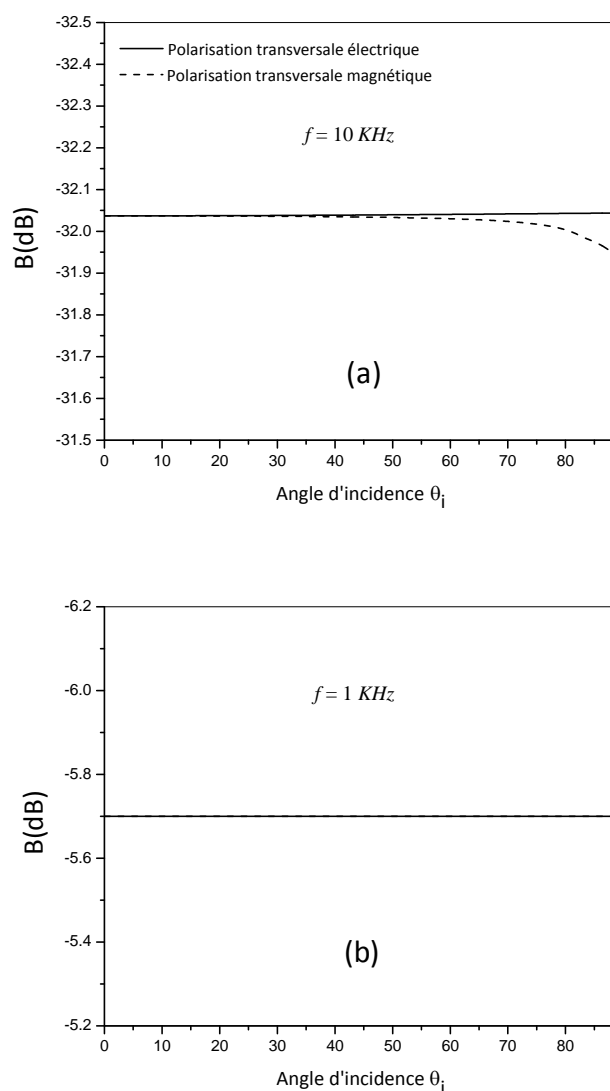 -32.5
-32.4
-32.3
-32.2
-32.1
-32.0
-31.9
-31.8
-31.7
-31.6
-31.5
B(dB)
Polarisation transversale électrique
Polarisation transversale magnétique
f = 10 KHz
(a)
0 10 20 30 40 50 60 70 80
Angle d'incidence θi
-6.2
-6.0
-5.8
-5.6
-5.4
-5.2
B(dB)
f = 1 KHz
(b)
0 10 20 30 40 50 60 70 80
Angle d'incidence θi